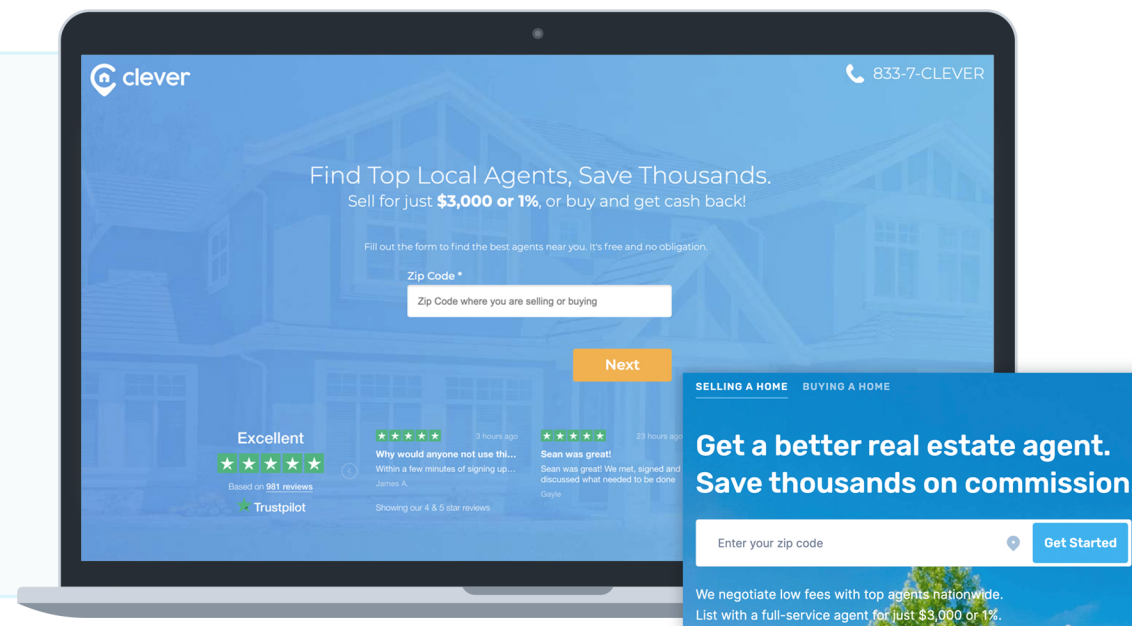 clever
833-7-CLEVER
Find Top Local Agents, Save Thousands.
Sell for just $3,000 or 1%, or buy and get cash back!
Fill out the form to find the best agents near you. It's free and no obligation.
Zip Code *
Zip Code where you are selling or buying
Next
Excellent
Based on 981 reviews
Trustpilot
3 hours ago
Why would anyone not use thi...
Within a few minutes of signing up...
James A.
Showing our 4 & 5 star reviews
23 hours ago
Sean was great!
Sean was great! We met, signed and
discussed what needed to be done
Gayle
SELLING A HOME BUYING A HOME
Get a better real estate agent.
Save thousands on commission
Enter your zip code
Get Started
We negotiate low fees with top agents nationwide.
List with a full-service agent for just $3,000 or 1%.